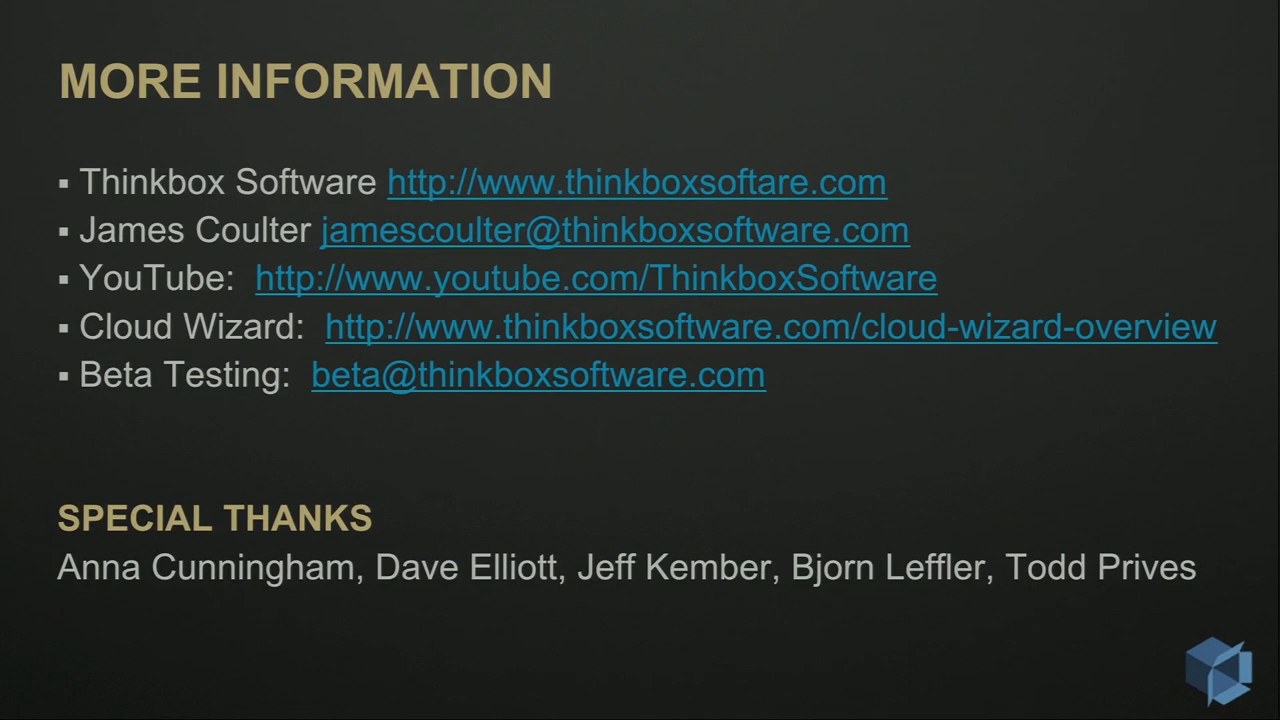 MORE INFORMATION
▪ Thinkbox Software http://www.thinkboxsoftare.com
▪ James Coulter jamescoulter@thinkboxsoftware.com
▪ YouTube: http://www.youtube.com/ThinkboxSoftware
▪ Cloud Wizard: http://www.thinkboxsoftware.com/cloud-wizard-overview
▪ Beta Testing: beta@thinkboxsoftware.com
SPECIAL THANKS
Anna Cunningham, Dave Elliott, Jeff Kember, Bjorn Leffler, Todd Prives